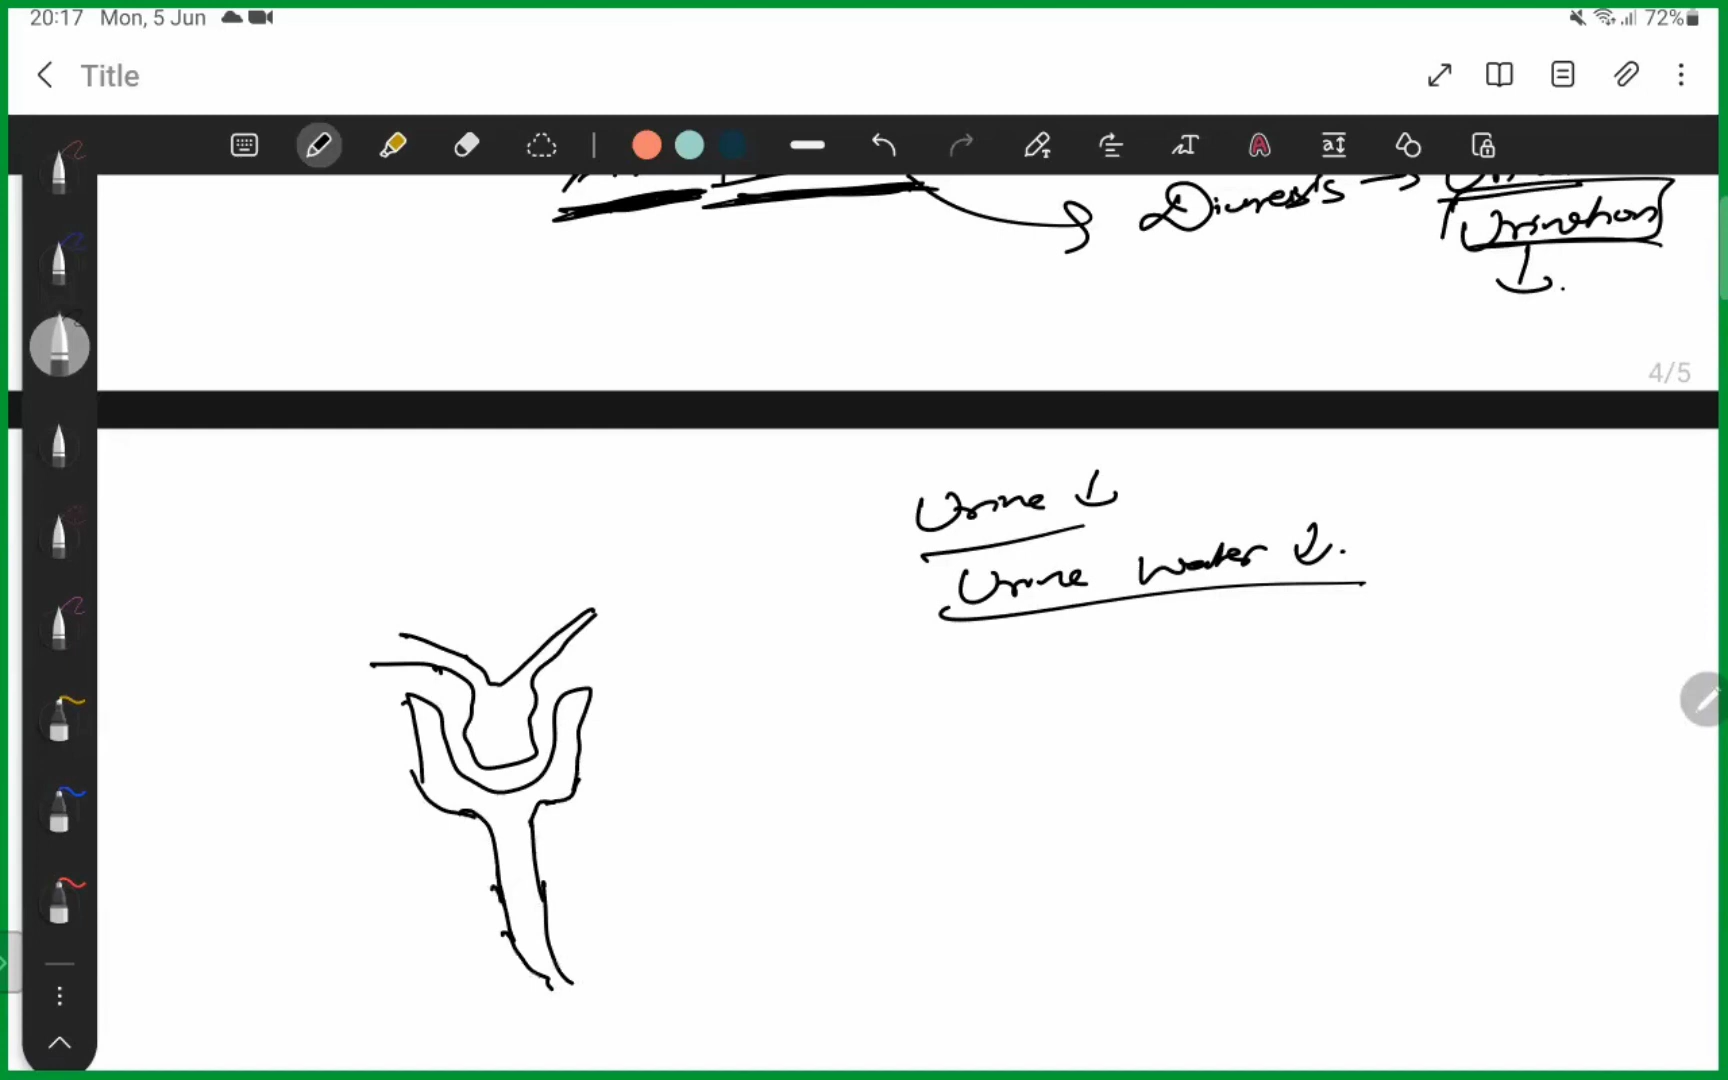 20:17 Mon, 5 Jun
72%
Title
Diuresis →
Urination
↓.
4/5
Urine ↓
Urine Water ↓.